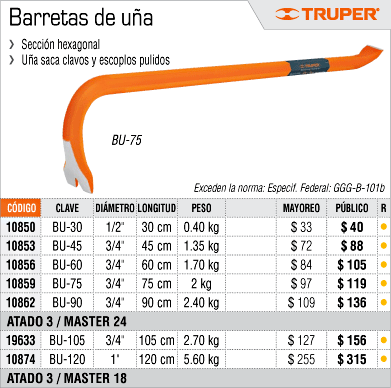 Barretas de uña
TRUPER®
Sección hexagonal
Uña saca clavos y escoplos pulidos
TRUPER
BU-75
Exceden la norma: Especif. Federal: GGG-B-101b
CÓDIGO CLAVE DIÁMETRO LONGITUD PESO MAYOREO PÚBLICO R
10850 BU-30 1/2" 30 cm 0.40 kg $ 33 $ 40
10853 BU-45 3/4" 45 cm 1.35 kg $ 72 $ 88
10856 BU-60 3/4" 60 cm 1.70 kg $ 84 $ 105
10859 BU-75 3/4" 75 cm 2 kg $ 97 $ 119
10862 BU-90 3/4" 90 cm 2.40 kg $ 109 $ 136
ATADO 3 / MASTER 24
19633 BU-105 3/4" 105 cm 2.70 kg $ 127 $ 156
10874 BU-120 1" 120 cm 5.60 kg $ 255 $ 315
ATADO 3 / MASTER 18